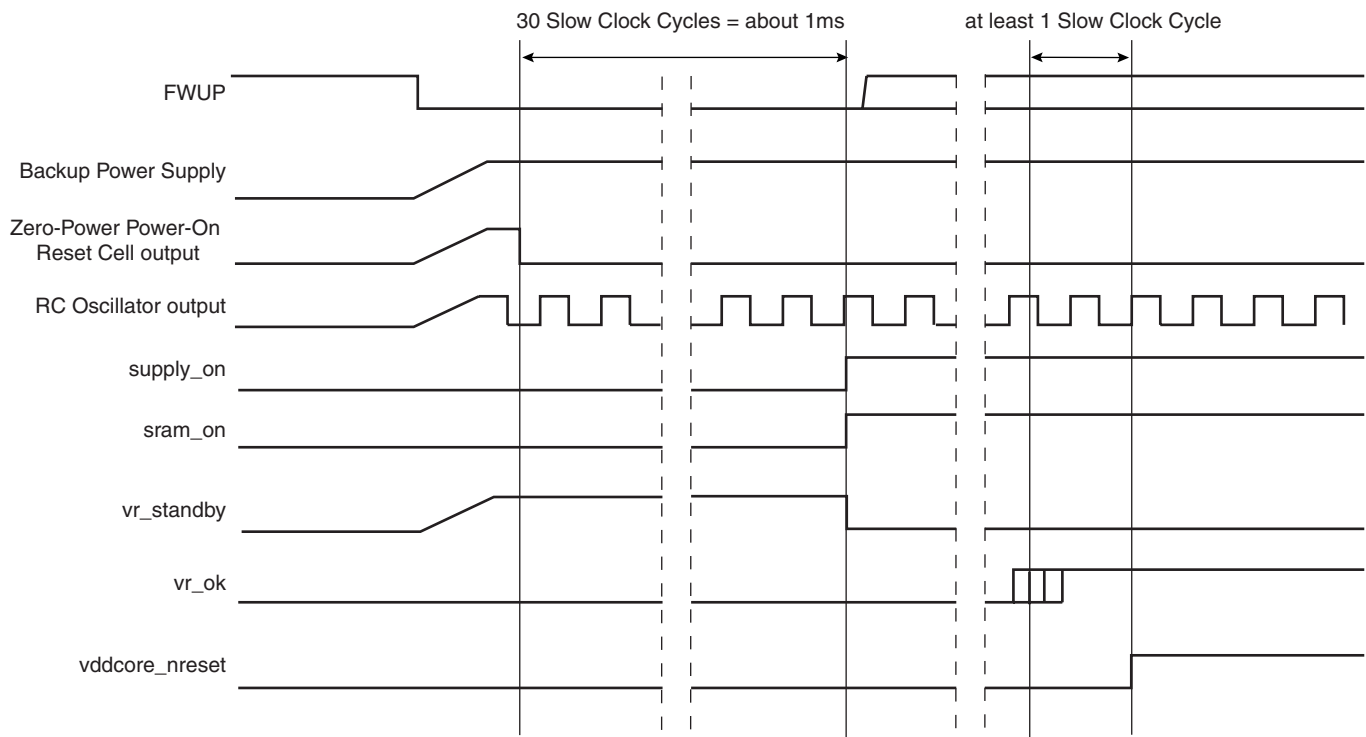 30 Slow Clock Cycles = about 1ms
at least 1 Slow Clock Cycle
FWUP
Backup Power Supply
Zero-Power Power-On
Reset Cell output
RC Oscillator output
supply_on
sram_on
vr_standby
vr_ok
vddcore_nreset